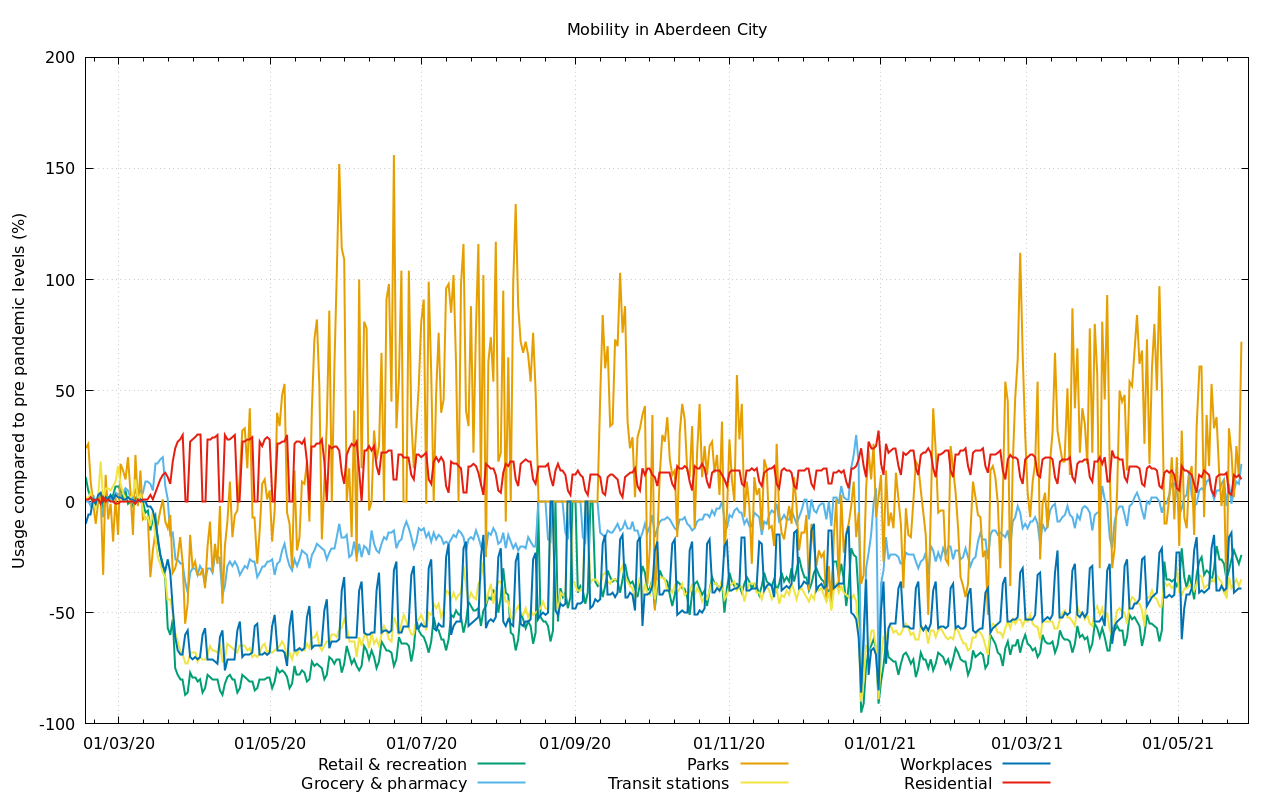 Mobility in Aberdeen City
Usage compared to pre pandemic levels (%)
200
150
100
50
0
-50
-100
01/03/20 01/05/20 01/07/20 01/09/20 01/11/20 01/01/21 01/03/21 01/05/21
Retail & recreation Parks Workplaces
Grocery & pharmacy Transit stations Residential